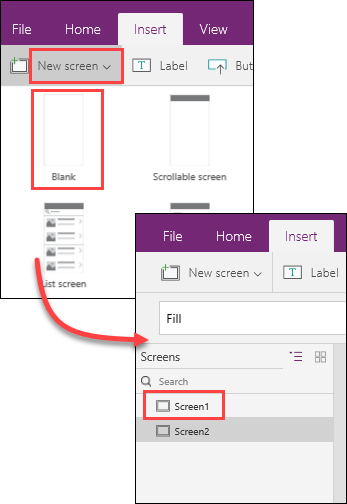 File Home Insert View
New screen Label But
Blank Scrollable screen
List screen
File Home Insert
New screen Label
Fill
Screens
Search
Screen1
Screen2